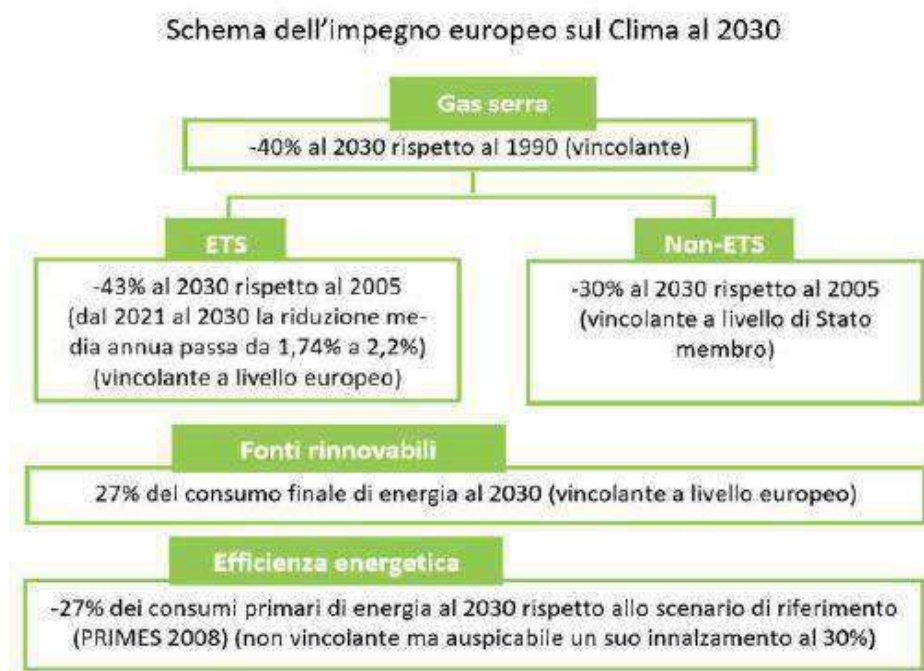 Schema dell'impegno europeo sul Clima al 2030
Gas serra
-40% al 2030 rispetto al 1990 (vincolante)
ETS
-43% al 2030 rispetto al 2005
(dal 2021 al 2030 la riduzione me-
dia annua passa da 1,74% a 2,2%)
(vincolante a livello europeo)
Non-ETS
-30% al 2030 rispetto al 2005
(vincolante a livello di Stato
membro)
Fonti rinnovabili
27% del consumo finale di energia al 2030 (vincolante a livello europeo)
Efficienza energetica
-27% dei consumi primari di energia al 2030 rispetto allo scenario di riferimento
(PRIMES 2008) (non vincolante ma auspicabile un suo innalzamento al 30%)